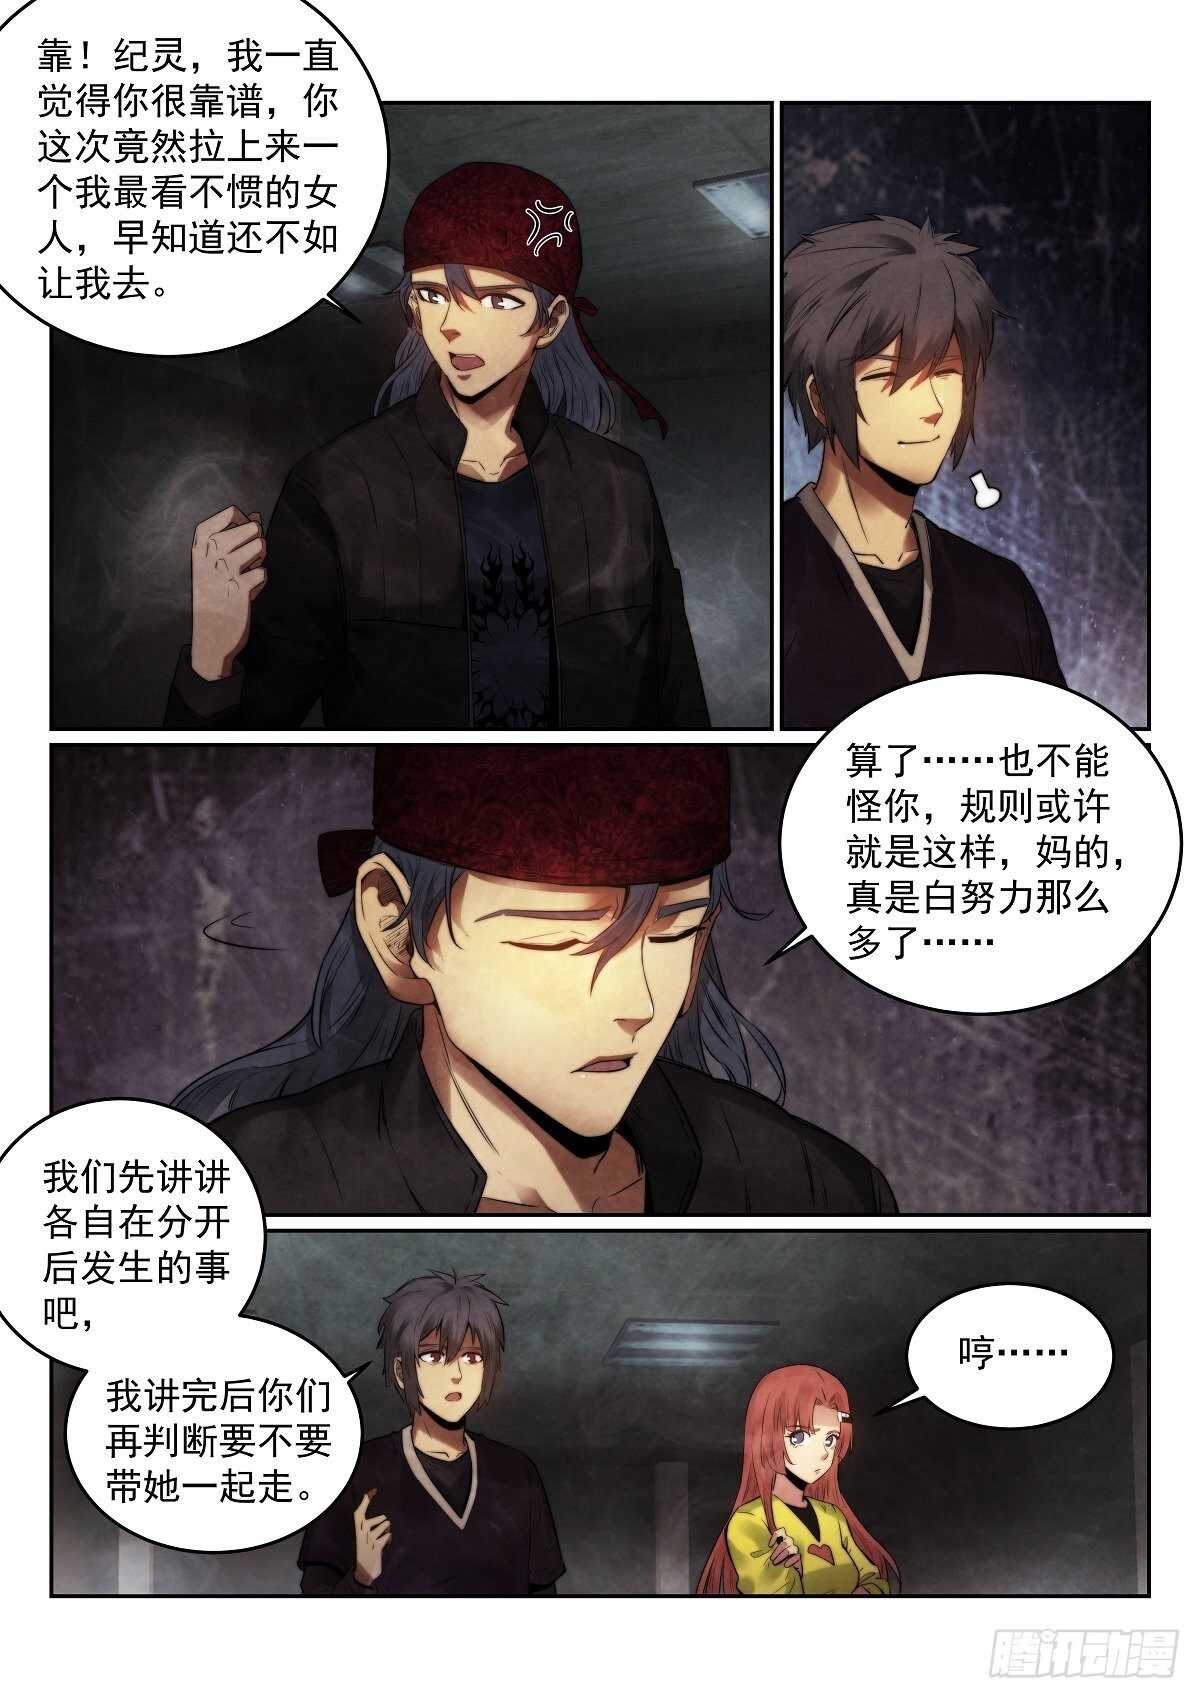 靠！纪灵，我一直
觉得你很靠谱，你
这次竟然拉上来一
个我最看不惯的女
人，早知道还不如
让我去。
算了……也不能
怪你，规则或许
就是这样，妈的，
真是白努力那么
多了……
我们先讲讲
各自在分开
后发生的事
吧，
我讲完后你们
再判断要不要
带她一起走。
哼……
腾讯动漫